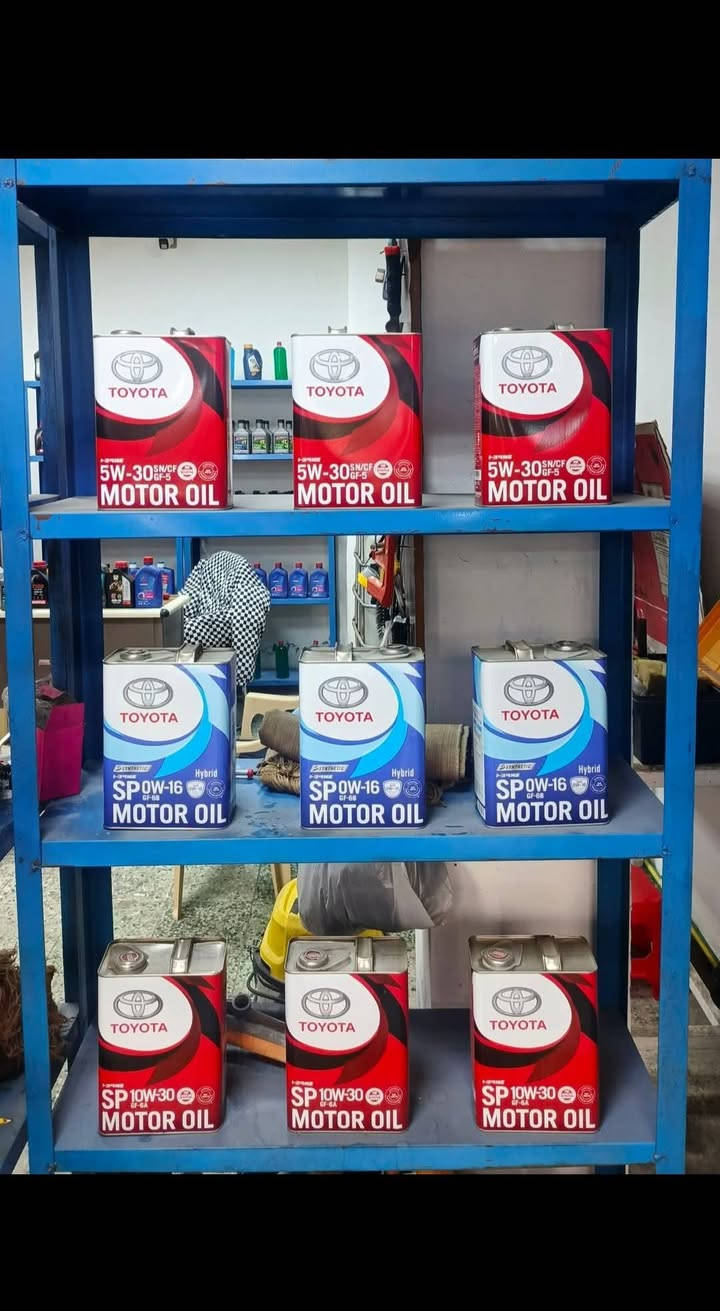 TOYOTA
5W-30 SN/CF GF-5
MOTOR OIL
TOYOTA
5W-30 SN/CF GF-5
MOTOR OIL
TOYOTA
5W-30 SN/CF GF-5
MOTOR OIL
TOYOTA
SYNTHETIC
Hybrid
SP 0W-16
GF-6B
MOTOR OIL
TOYOTA
SYNTHETIC
Hybrid
SP 0W-16
GF-6B
MOTOR OIL
TOYOTA
SYNTHETIC
Hybrid
SP 0W-16
GF-6B
MOTOR OIL
TOYOTA
SP 10W-30
GF-6A
MOTOR OIL
TOYOTA
SP 10W-30
GF-6A
MOTOR OIL
TOYOTA
SP 10W-30
GF-6A
MOTOR OIL